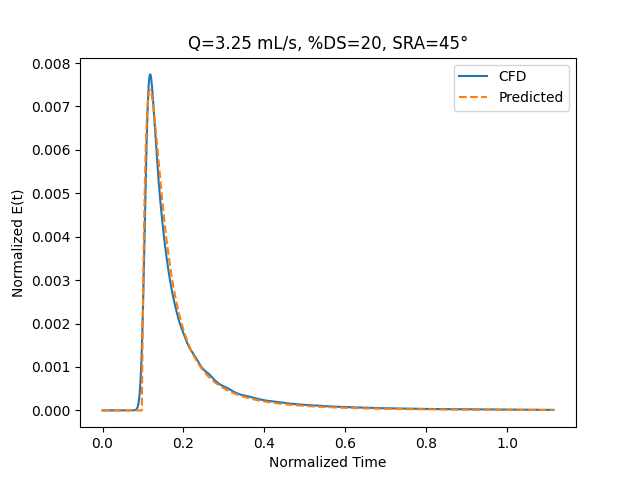 Q=3.25 mL/s, %DS=20, SRA=45°
CFD
Predicted
Normalized E(t)
0.008
0.007
0.006
0.005
0.004
0.003
0.002
0.001
0.000
0.0 0.2 0.4 0.6 0.8 1.0
Normalized Time